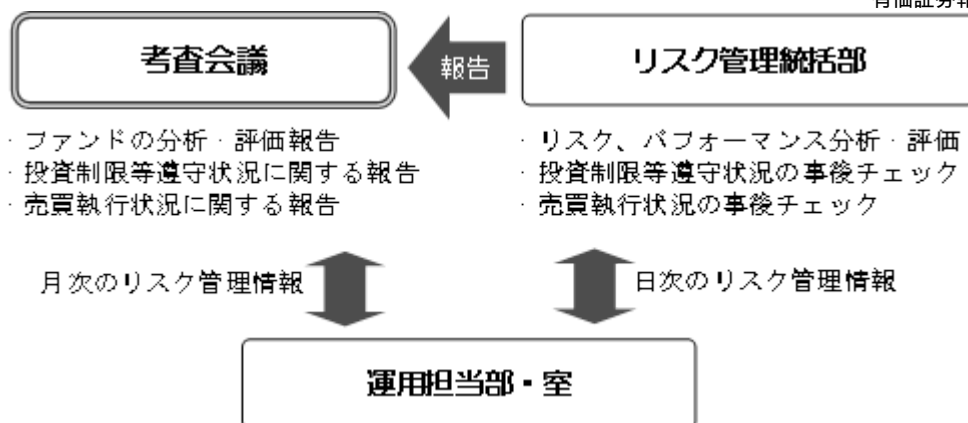 考査会議
報告
リスク管理統括部
・ファンドの分析・評価報告
・投資制限等遵守状況に関する報告
・売買執行状況に関する報告
・リスク、パフォーマンス分析・評価
・投資制限等遵守状況の事後チェック
・売買執行状況の事後チェック
月次のリスク管理情報
日次のリスク管理情報
運用担当部・室